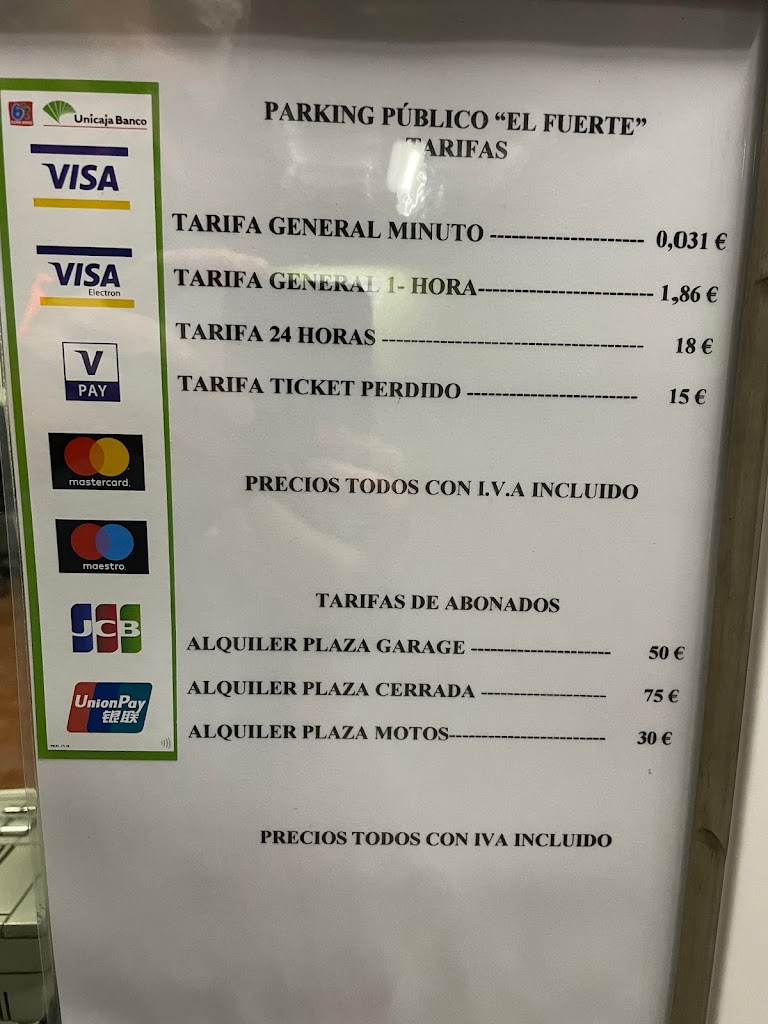 Unicaja Banco
VISA
VISA
Electron
V
PAY
mastercard.
maestro.
JCB
UnionPay
银联
PARKING PÚBLICO “EL FUERTE”
TARIFAS
TARIFA GENERAL MINUTO --------------------- 0,031 €
TARIFA GENERAL 1- HORA------------------------ 1,86 €
TARIFA 24 HORAS ------------------------------------ 18 €
TARIFA TICKET PERDIDO ----------------------- 15 €
PRECIOS TODOS CON I.V.A INCLUIDO
TARIFAS DE ABONADOS
ALQUILER PLAZA GARAGE -------------------- 50 €
ALQUILER PLAZA CERRADA ------------------ 75 €
ALQUILER PLAZA MOTOS----------------------- 30 €
PRECIOS TODOS CON IVA INCLUIDO